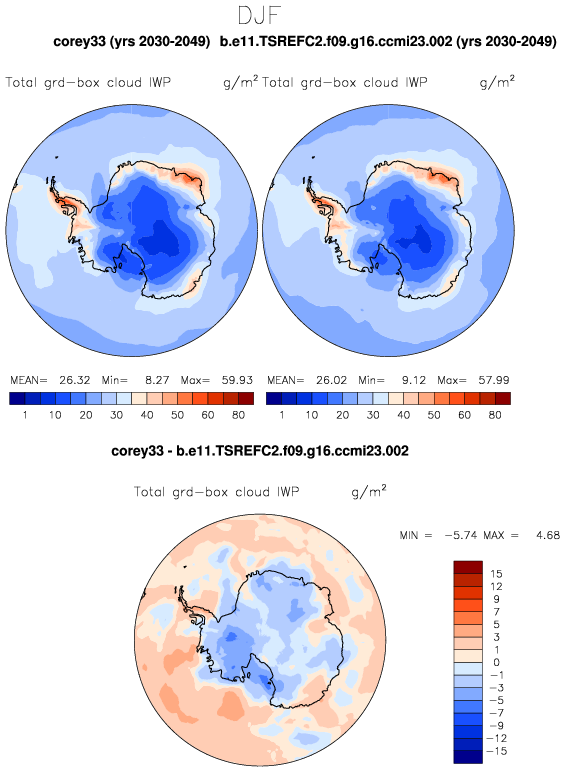 DJF
corey33 (yrs 2030-2049) b.e11.TSREFC2.f09.g16.ccmi23.002 (yrs 2030-2049)
Total grd-box cloud IWP g/m² Total grd-box cloud IWP g/m²
MEAN= 26.32 Min= 8.27 Max= 59.93 MEAN= 26.02 Min= 9.12 Max= 57.99
1 10 20 30 40 50 60 80 1 10 20 30 40 50 60 80
corey33 - b.e11.TSREFC2.f09.g16.ccmi23.002
Total grd-box cloud IWP g/m²
MIN = -5.74 MAX = 4.68
15
12
9
7
5
3
1
0
-1
-3
-5
-7
-9
-12
-15